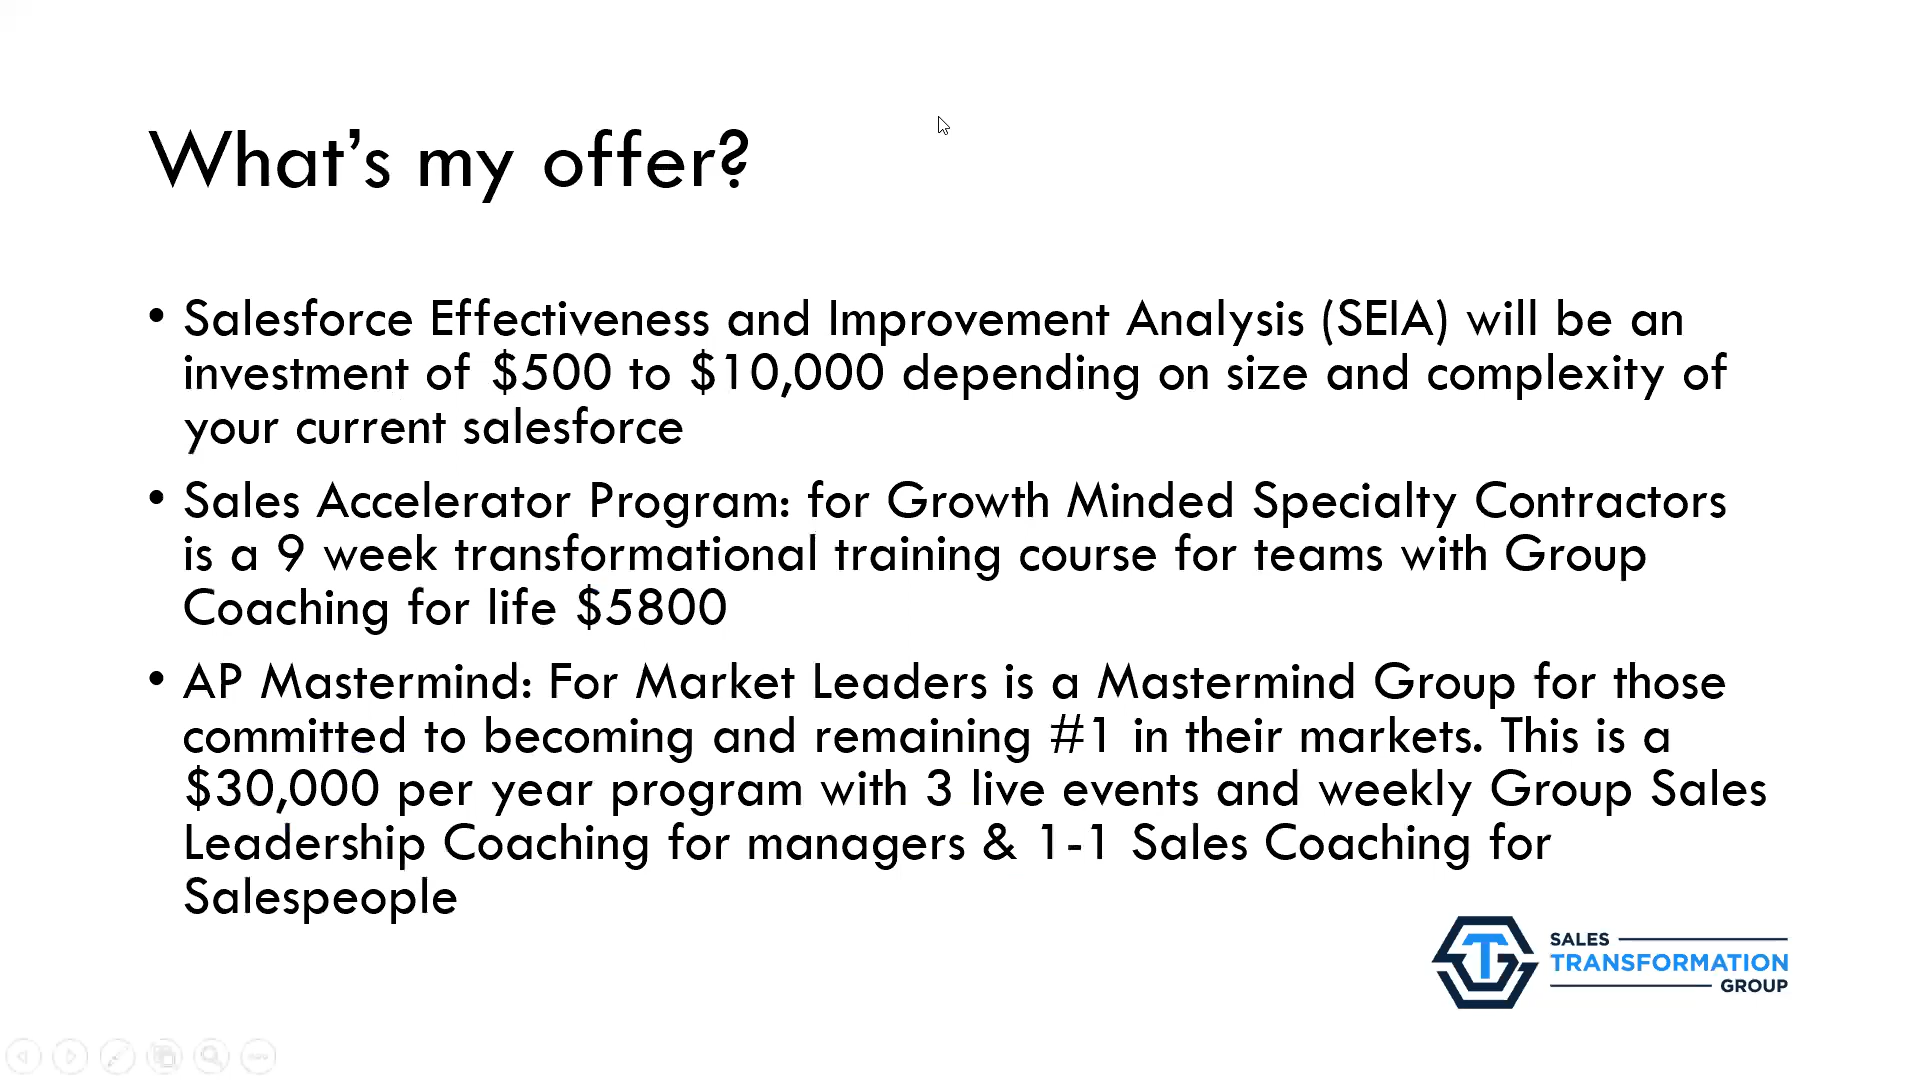 What’s my offer?
• Salesforce Effectiveness and Improvement Analysis (SEIA) will be an
investment of $500 to $10,000 depending on size and complexity of
your current salesforce
• Sales Accelerator Program: for Growth Minded Specialty Contractors
is a 9 week transformational training course for teams with Group
Coaching for life $5800
• AP Mastermind: For Market Leaders is a Mastermind Group for those
committed to becoming and remaining #1 in their markets. This is a
$30,000 per year program with 3 live events and weekly Group Sales
Leadership Coaching for managers & 1-1 Sales Coaching for
Salespeople
SALES
TRANSFORMATION
GROUP